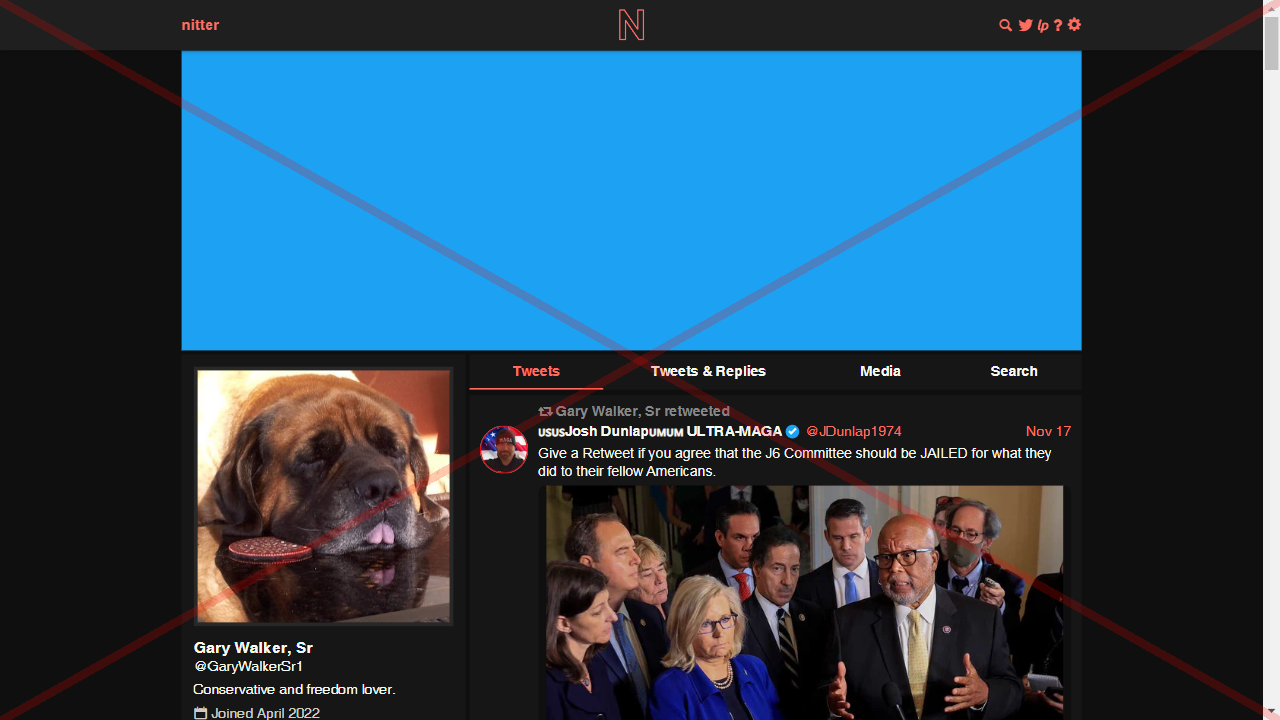 nitter
N
lp ?
Tweets
Tweets & Replies
Media
Search
Gary Walker, Sr retweeted
USUSJosh DunlapUMUM ULTRA-MAGA @JDunlap1974 Nov 17
Give a Retweet if you agree that the J6 Committee should be JAILED for what they
did to their fellow Americans.
Gary Walker, Sr
@GaryWalkerSr1
Conservative and freedom lover.
Joined April 2022